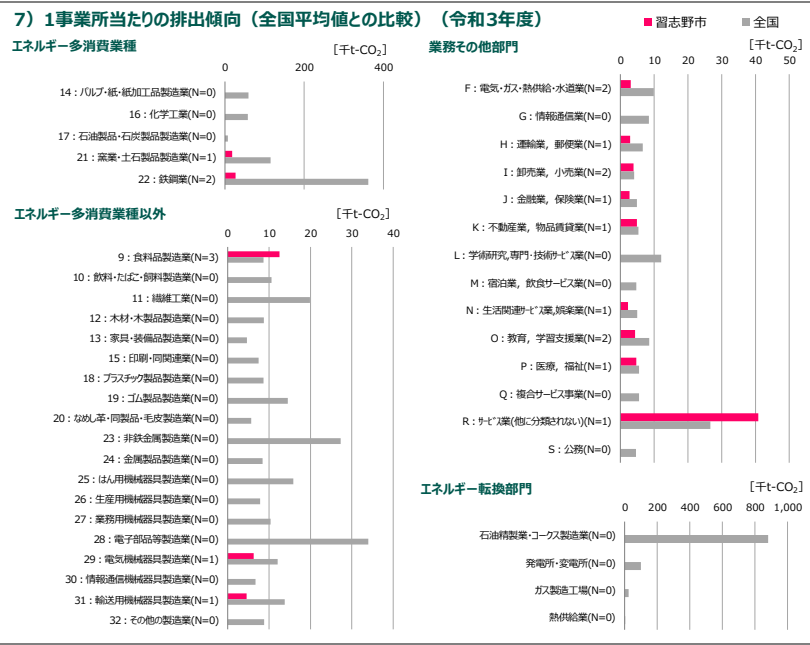 7）1事業所当たりの排出傾向（全国平均値との比較）（令和3年度）
習志野市
全国
エネルギー多消費業種
[千t-CO₂]
0 200 400
14：パルプ・紙・紙加工品製造業(N=0)
16：化学工業(N=0)
17：石油製品・石炭製品製造業(N=0)
21：窯業・土石製品製造業(N=1)
22：鉄鋼業(N=2)
エネルギー多消費業種以外
[千t-CO₂]
0 10 20 30 40
9：食料品製造業(N=3)
10：飲料・たばこ・飼料製造業(N=0)
11：繊維工業(N=0)
12：木材・木製品製造業(N=0)
13：家具・装備品製造業(N=0)
15：印刷・同関連業(N=0)
18：プラスチック製品製造業(N=0)
19：ゴム製品製造業(N=0)
20：なめし革・同製品・毛皮製造業(N=0)
23：非鉄金属製造業(N=0)
24：金属製品製造業(N=0)
25：はん用機械器具製造業(N=0)
26：生産用機械器具製造業(N=0)
27：業務用機械器具製造業(N=0)
28：電子部品等製造業(N=0)
29：電気機械器具製造業(N=1)
30：情報通信機械器具製造業(N=0)
31：輸送用機械器具製造業(N=1)
32：その他の製造業(N=0)
業務その他部門
[千t-CO₂]
0 10 20 30 40 50
F：電気・ガス・熱供給・水道業(N=2)
G：情報通信業(N=0)
H：運輸業，郵便業(N=1)
I：卸売業，小売業(N=2)
J：金融業，保険業(N=1)
K：不動産業，物品賃貸業(N=1)
L：学術研究,専門・技術ｻｰﾋﾞｽ業(N=0)
M：宿泊業，飲食サービス業(N=0)
N：生活関連ｻｰﾋﾞｽ業,娯楽業(N=1)
O：教育，学習支援業(N=2)
P：医療，福祉(N=1)
Q：複合サービス事業(N=0)
R：ｻｰﾋﾞｽ業(他に分類されない)(N=1)
S：公務(N=0)
エネルギー転換部門
[千t-CO₂]
0 200 400 600 800 1,000
石油精製業・コークス製造業(N=0)
発電所・変電所(N=0)
ガス製造工場(N=0)
熱供給業(N=0)